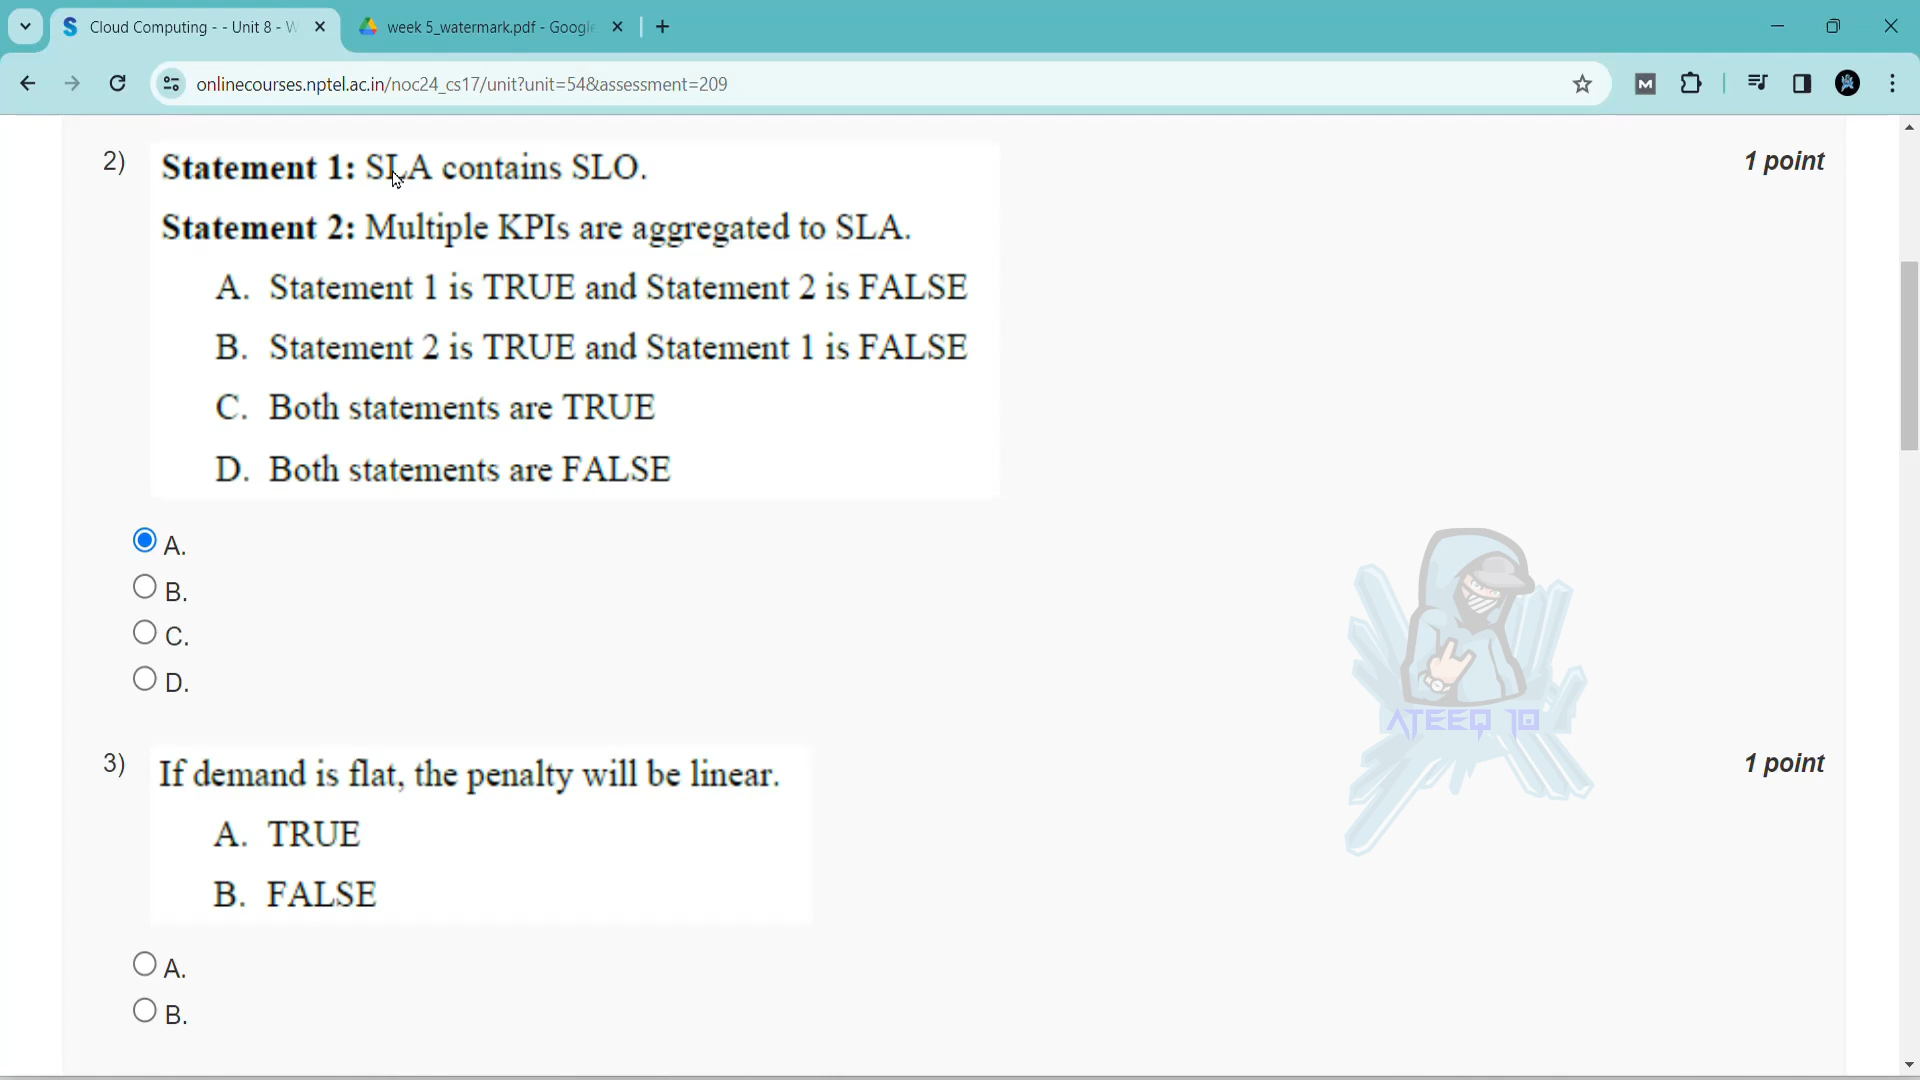 Cloud Computing - - Unit 8 - W
week 5_watermark.pdf - Google
onlinecourses.nptel.ac.in/noc24_cs17/unit?unit=54&assessment=209
M
2)
Statement 1: SLA contains SLO.
1 point
Statement 2: Multiple KPIs are aggregated to SLA.
A. Statement 1 is TRUE and Statement 2 is FALSE
B. Statement 2 is TRUE and Statement 1 is FALSE
C. Both statements are TRUE
D. Both statements are FALSE
A.
B.
C.
D.
ATEEQ 10
3)
If demand is flat, the penalty will be linear.
1 point
A. TRUE
B. FALSE
A.
B.